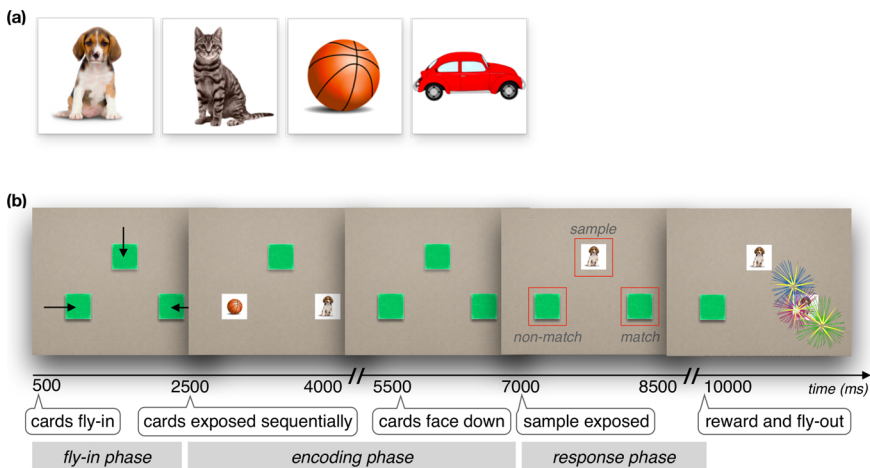 (a)
(b)
sample
non-match
match
500
2500
4000
5500
7000
8500
10000
time (ms)
cards fly-in
cards exposed sequentially
cards face down
sample exposed
reward and fly-out
fly-in phase
encoding phase
response phase